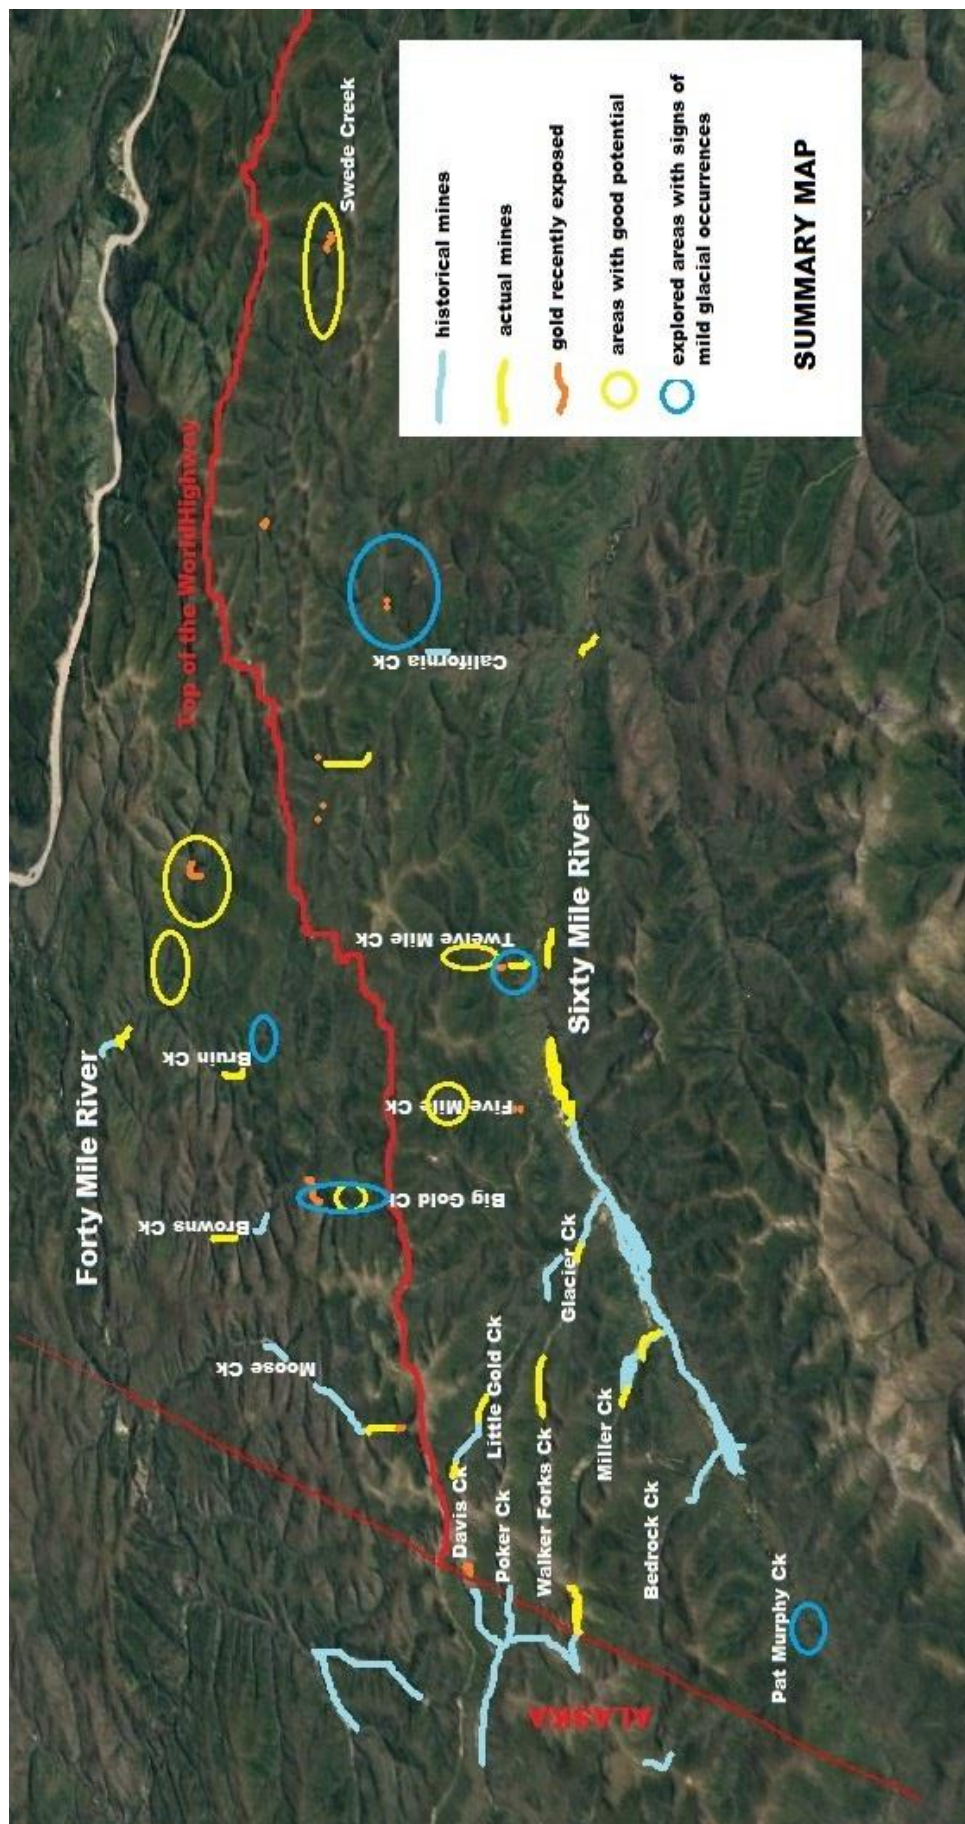 Top of the WorldHighway
Swede Creek
historical mines
actual mines
gold recently exposed
areas with good potential
explored areas with signs of
mild glacial occurrences
SUMMARY MAP
California Ck
Forty Mile River
Bruin Ck
Twelve Mile Ck
Sixty Mile River
Five Mile Ck
Browns Ck
Big Gold Ck
Moose Ck
Glacier Ck
Little Gold Ck
Davis Ck
Poker Ck
Walker Forks Ck
Miller Ck
Bedrock Ck
Pat Murphy Ck
ALASKA